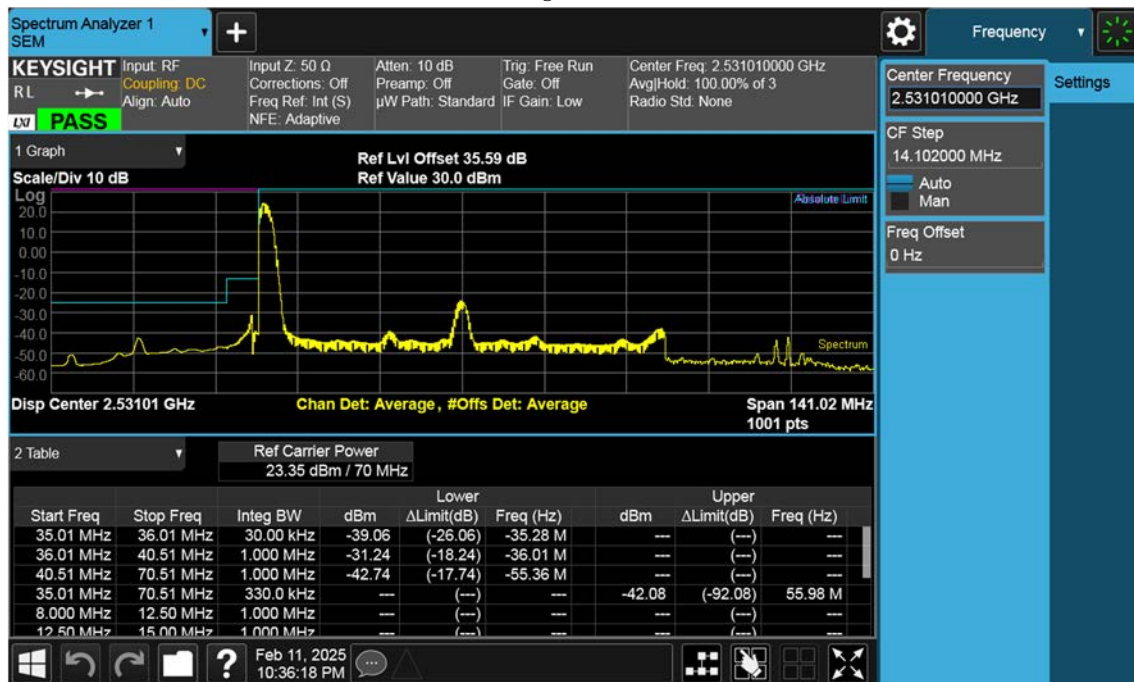 Spectrum Analyzer 1
SEM
Frequency
KEYSIGHT
RL
LXI PASS
Input: RF
Coupling: DC
Align: Auto
Input Z: 50 Ω
Corrections: Off
Freq Ref: Int (S)
NFE: Adaptive
Atten: 10 dB
Preamp: Off
µW Path: Standard
Trig: Free Run
Gate: Off
IF Gain: Low
Center Freq: 2.531010000 GHz
Avg|Hold: 100.00% of 3
Radio Std: None
Center Frequency
2.531010000 GHz
Settings
CF Step
14.102000 MHz
Auto
Man
Freq Offset
0 Hz
1 Graph
Scale/Div 10 dB
Ref Lvl Offset 35.59 dB
Ref Value 30.0 dBm
Log
Limit
20.0
10.0
0.00
-10.0
-20.0
-30.0
-40.0
-50.0
-60.0
Spectrum
Disp Center 2.53101 GHz
Chan Det: Average, #Offs Det: Average
Span 141.02 MHz
1001 pts
2 Table
Ref Carrier Power
23.35 dBm / 70 MHz
Lower Upper
Start Freq Stop Freq Integ BW dBm ΔLimit(dB) Freq (Hz) dBm ΔLimit(dB) Freq (Hz)
35.01 MHz 36.01 MHz 30.00 kHz -39.06 (-26.06) -35.28 M --- (---) ---
36.01 MHz 40.51 MHz 1.000 MHz -31.24 (-18.24) -36.01 M --- (---) ---
40.51 MHz 70.51 MHz 1.000 MHz -42.74 (-17.74) -55.36 M --- (---) ---
35.01 MHz 70.51 MHz 330.0 kHz --- (---) --- -42.08 (-92.08) 55.98 M
8.000 MHz 12.50 MHz 1.000 MHz --- (---) --- --- (---) ---
12.50 MHz 15.00 MHz 1.000 MHz --- (---) --- --- (---) ---
? Feb 11, 2025
10:36:18 PM